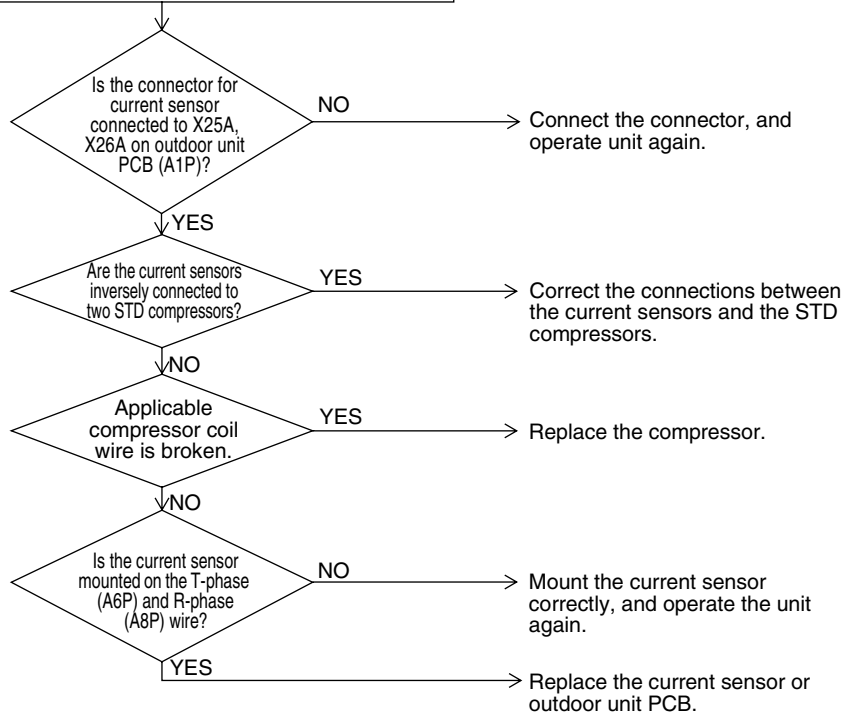 Is the connector for
current sensor
connected to X25A,
X26A on outdoor unit
PCB (A1P)?
NO
Connect the connector, and
operate unit again.
YES
Are the current sensors
inversely connected to
two STD compressors?
YES
Correct the connections between
the current sensors and the STD
compressors.
NO
Applicable
compressor coil
wire is broken.
YES
Replace the compressor.
NO
Is the current sensor
mounted on the T-phase
(A6P) and R-phase
(A8P) wire?
NO
Mount the current sensor
correctly, and operate the unit
again.
YES
Replace the current sensor or
outdoor unit PCB.